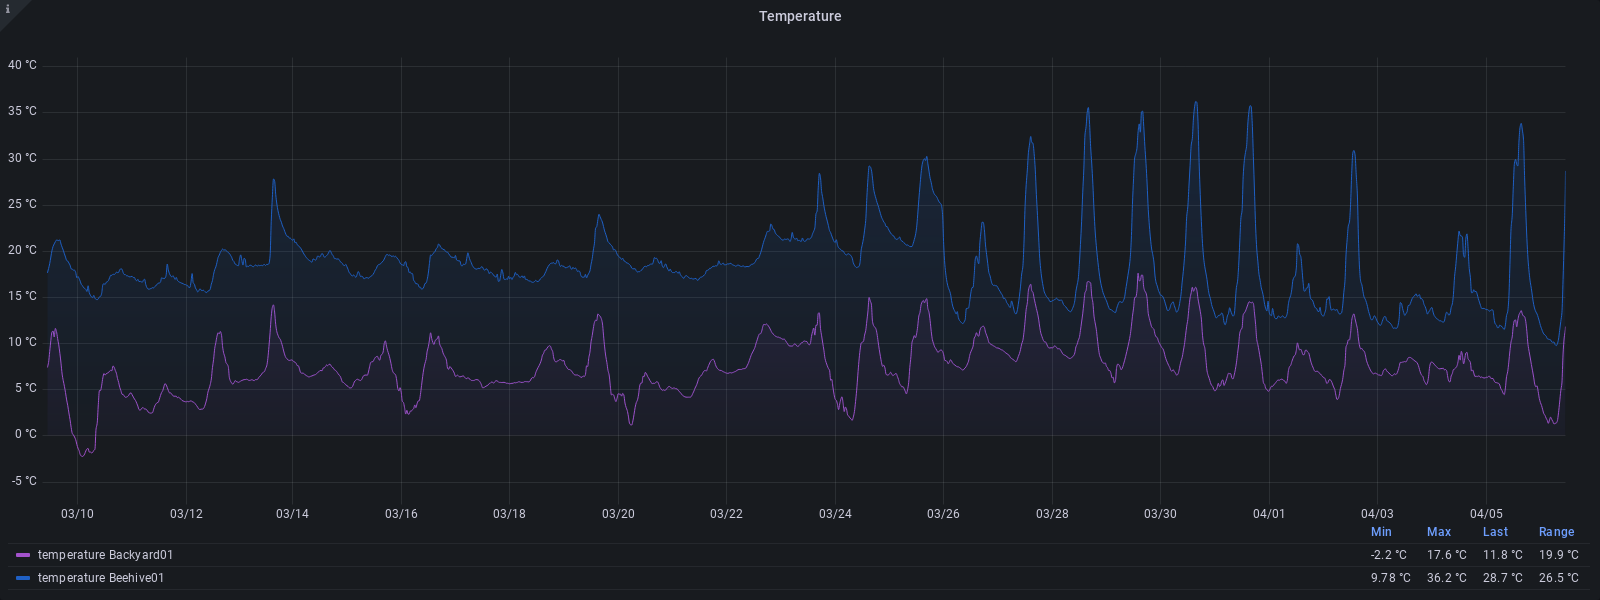 i
Temperature
40 °C
35 °C
30 °C
25 °C
20 °C
15 °C
10 °C
5 °C
0 °C
-5 °C
03/10 03/12 03/14 03/16 03/18 03/20 03/22 03/24 03/26 03/28 03/30 04/01 04/03 04/05
Min Max Last Range
temperature Backyard01 -2.2 °C 17.6 °C 11.8 °C 19.9 °C
temperature Beehive01 9.78 °C 36.2 °C 28.7 °C 26.5 °C